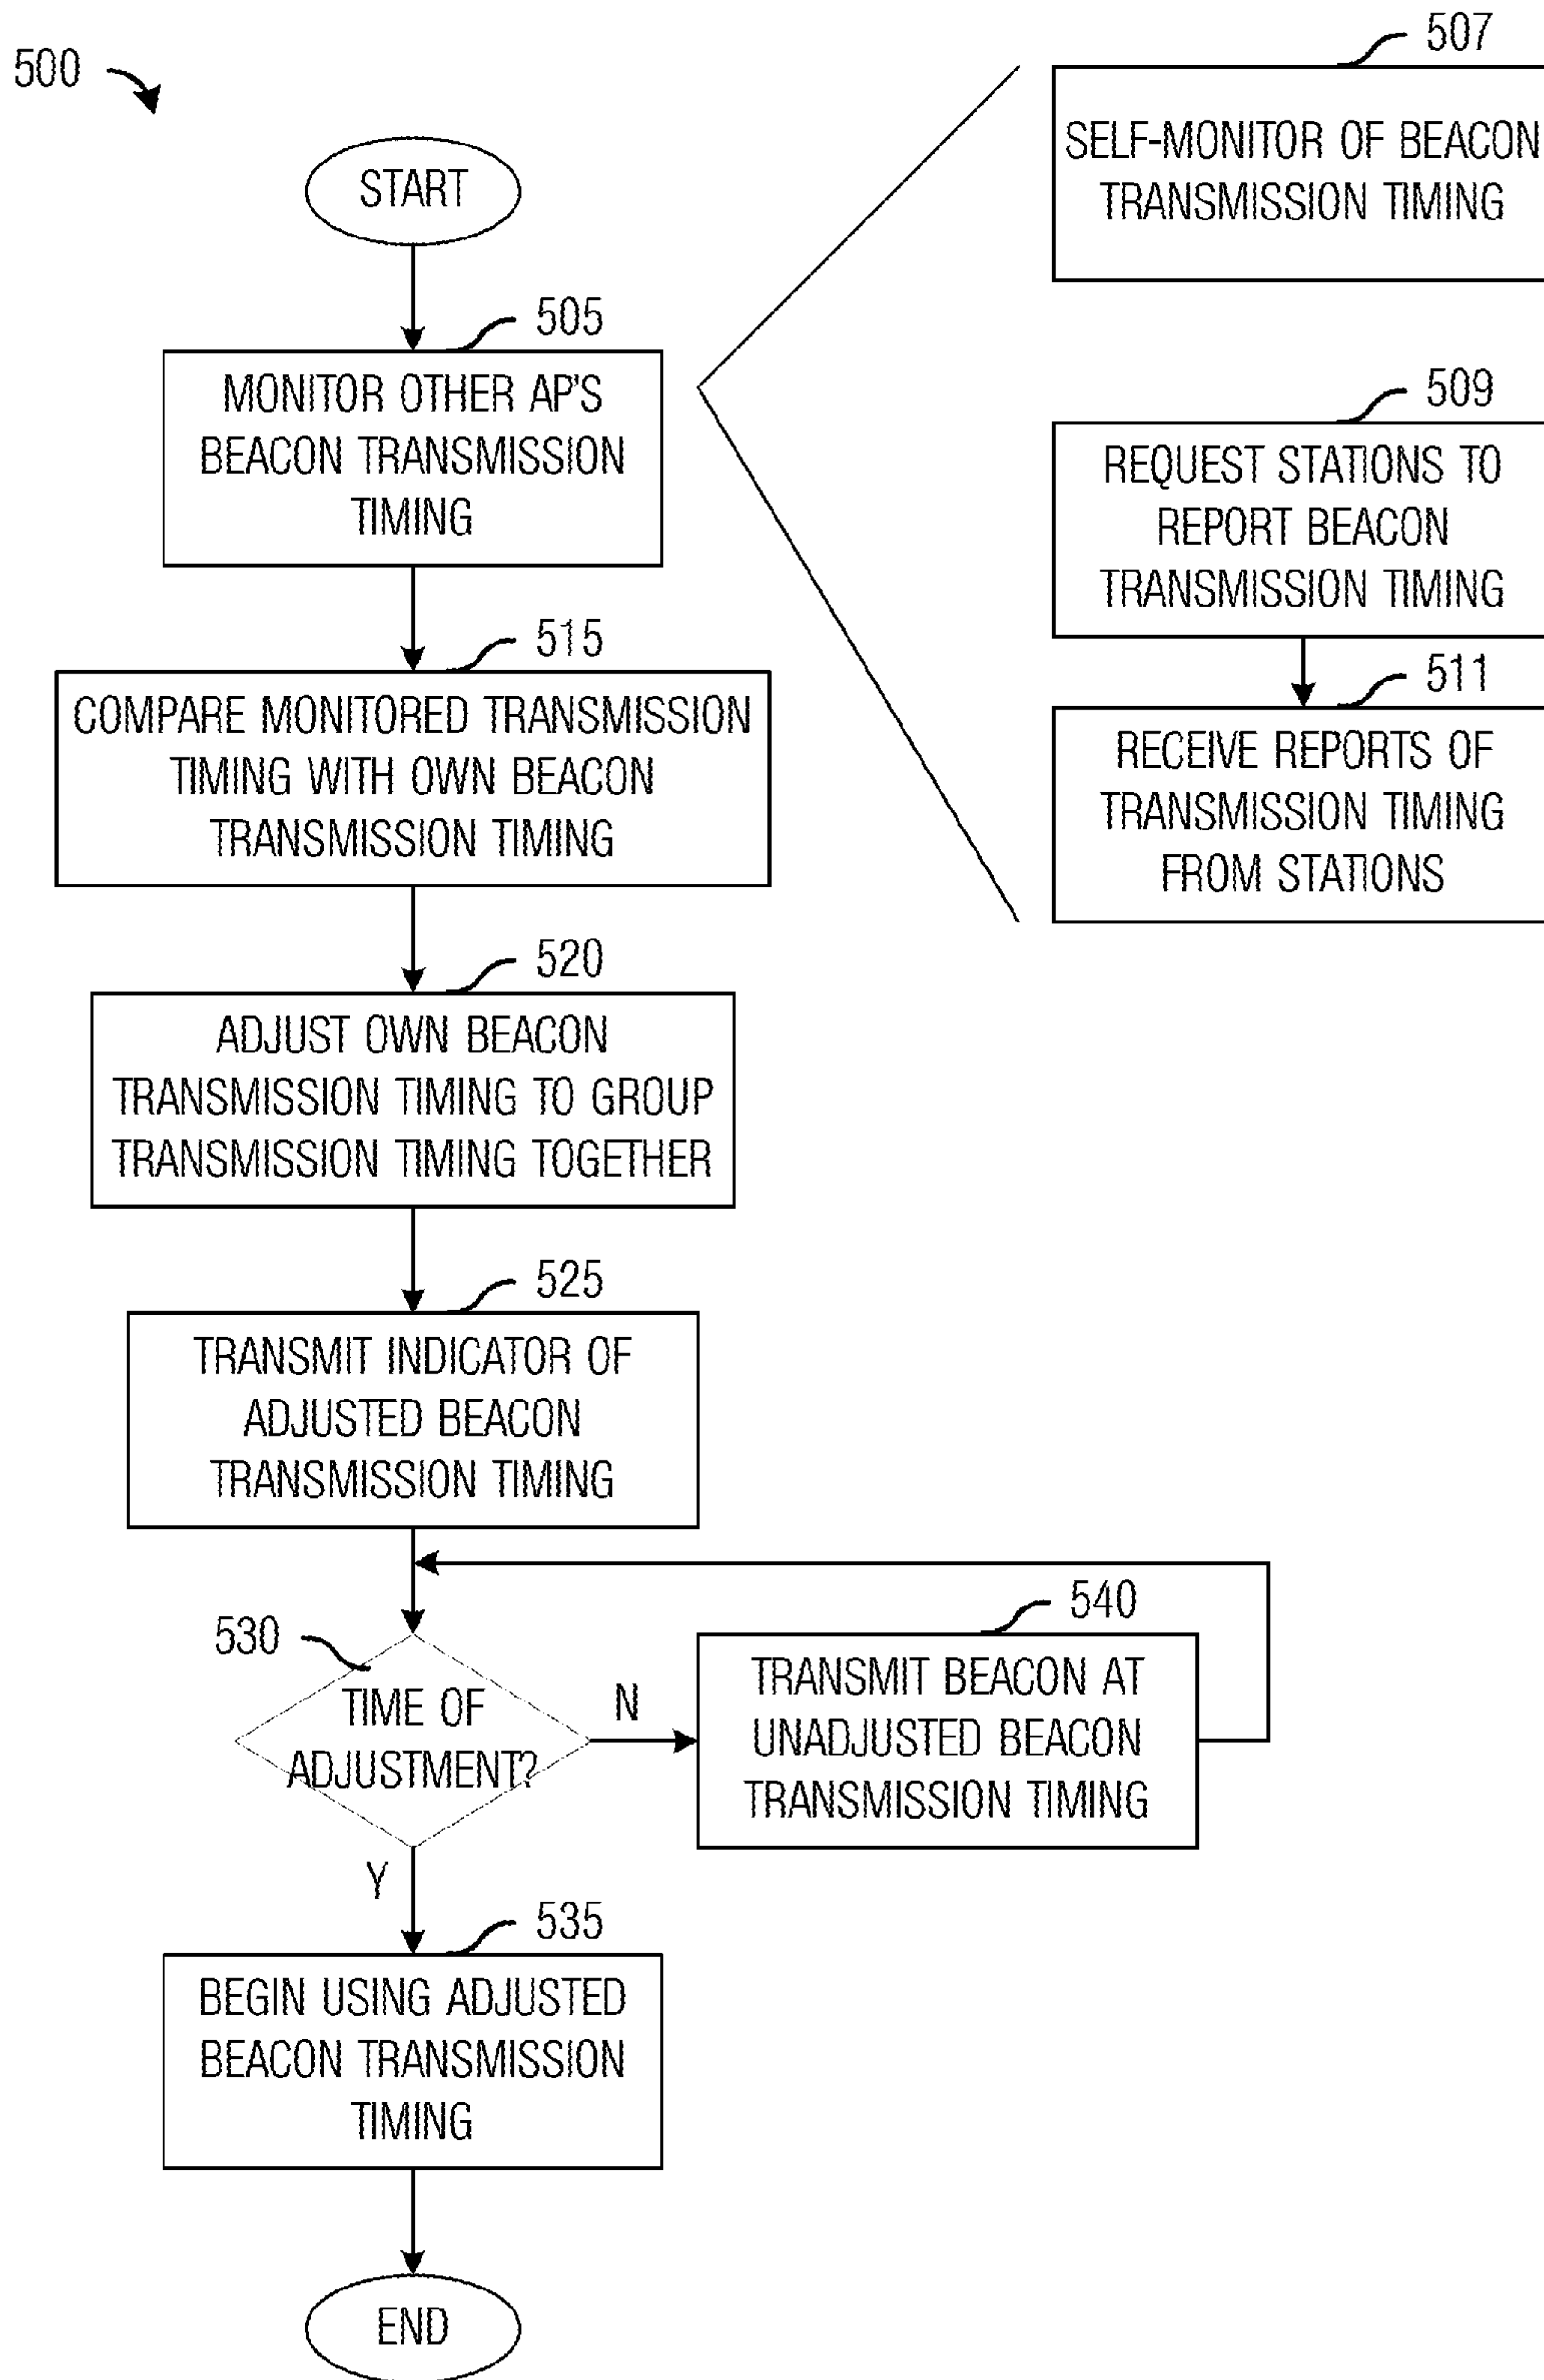 500
START
505
MONITOR OTHER AP'S
BEACON TRANSMISSION
TIMING
507
SELF-MONITOR OF BEACON
TRANSMISSION TIMING
509
REQUEST STATIONS TO
REPORT BEACON
TRANSMISSION TIMING
511
RECEIVE REPORTS OF
TRANSMISSION TIMING
FROM STATIONS
515
COMPARE MONITORED TRANSMISSION
TIMING WITH OWN BEACON
TRANSMISSION TIMING
520
ADJUST OWN BEACON
TRANSMISSION TIMING TO GROUP
TRANSMISSION TIMING TOGETHER
525
TRANSMIT INDICATOR OF
ADJUSTED BEACON
TRANSMISSION TIMING
530
TIME OF
ADJUSTMENT?
N
540
TRANSMIT BEACON AT
UNADJUSTED BEACON
TRANSMISSION TIMING
Y
535
BEGIN USING ADJUSTED
BEACON TRANSMISSION
TIMING
END